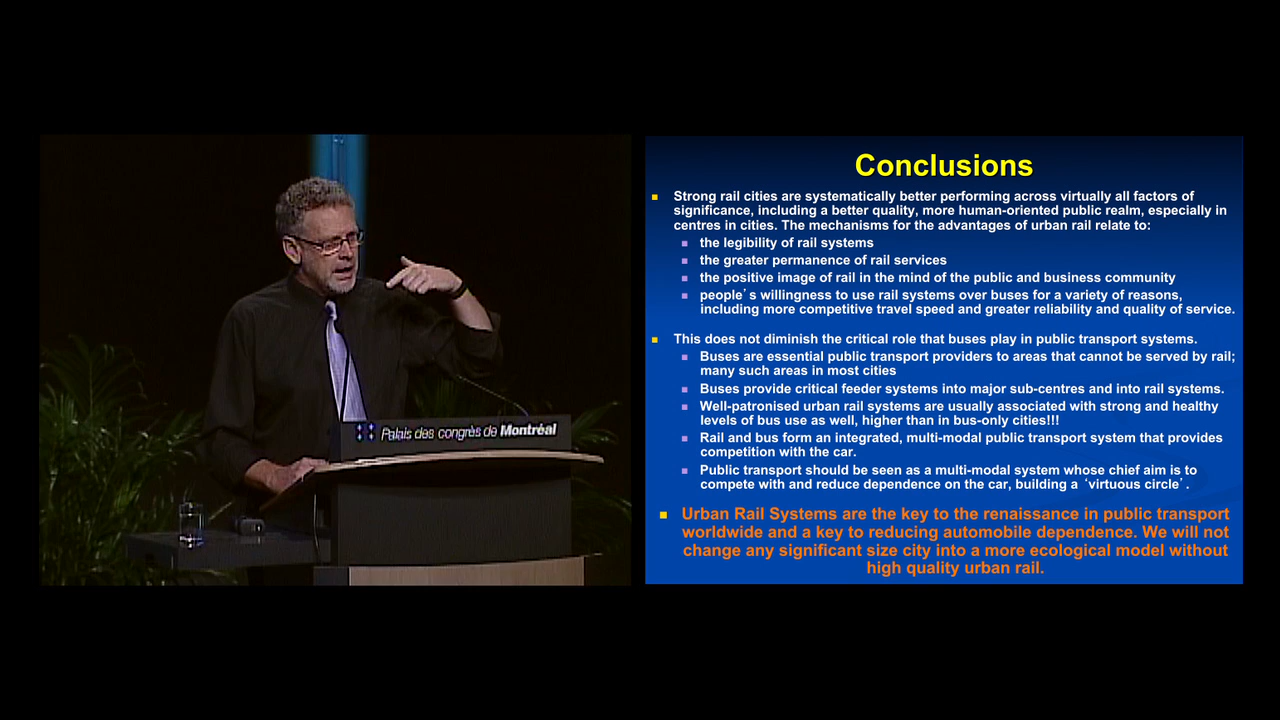 Palais des congrès de Montréal
Conclusions
Strong rail cities are systematically better performing across virtually all factors of
significance, including a better quality, more human-oriented public realm, especially in
centres in cities. The mechanisms for the advantages of urban rail relate to:
the legibility of rail systems
the greater permanence of rail services
the positive image of rail in the mind of the public and business community
people’s willingness to use rail systems over buses for a variety of reasons,
including more competitive travel speed and greater reliability and quality of service.
This does not diminish the critical role that buses play in public transport systems.
Buses are essential public transport providers to areas that cannot be served by rail;
many such areas in most cities
Buses provide critical feeder systems into major sub-centres and into rail systems.
Well-patronised urban rail systems are usually associated with strong and healthy
levels of bus use as well, higher than in bus-only cities!!!
Rail and bus form an integrated, multi-modal public transport system that provides
competition with the car.
Public transport should be seen as a multi-modal system whose chief aim is to
compete with and reduce dependence on the car, building a ‘virtuous circle’.
Urban Rail Systems are the key to the renaissance in public transport
worldwide and a key to reducing automobile dependence. We will not
change any significant size city into a more ecological model without
high quality urban rail.